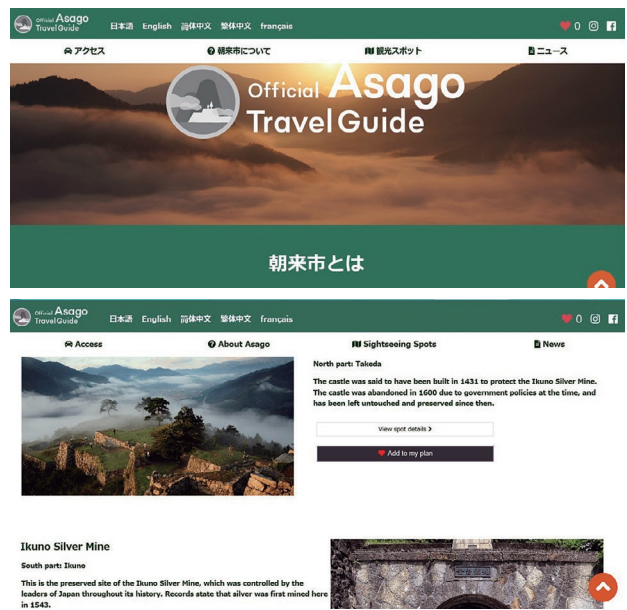 Official Asago
Travel Guide
日本語 English 简体中文 繁体中文 français
0
アクセス 朝来市について 観光スポット ニュース
Official Asago
Travel Guide
朝来市とは
Official Asago
Travel Guide
日本語 English 简体中文 繁体中文 français
0
Access About Asago Sightseeing Spots News
North part: Takeda
The castle was said to have been built in 1431 to protect the Ikuno Silver Mine.
The castle was abandoned in 1600 due to government policies at the time, and
has been left untouched and preserved since then.
View spot details
Add to my plan
Ikuno Silver Mine
South part: Ikuno
This is the preserved site of the Ikuno Silver Mine, which was controlled by the
leaders of Japan throughout its history. Records state that silver was first mined here
in 1543.